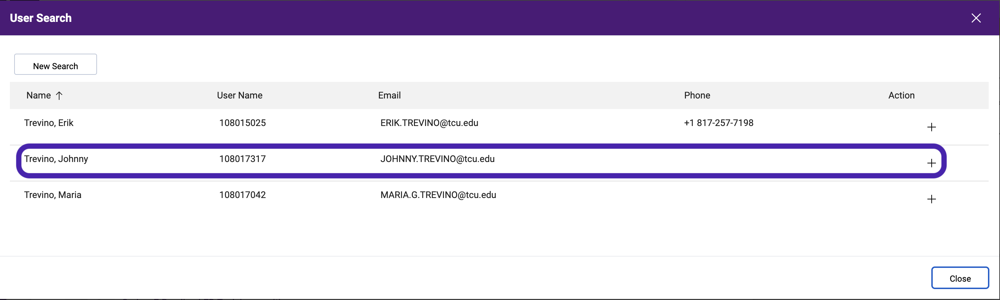 User Search
New Search
Name ↑ User Name Email Phone Action
Trevino, Erik 108015025 ERIK.TREVINO@tcu.edu +1 817-257-7198 +
Trevino, Johnny 108017317 JOHNNY.TREVINO@tcu.edu +
Trevino, Maria 108017042 MARIA.G.TREVINO@tcu.edu +
Close